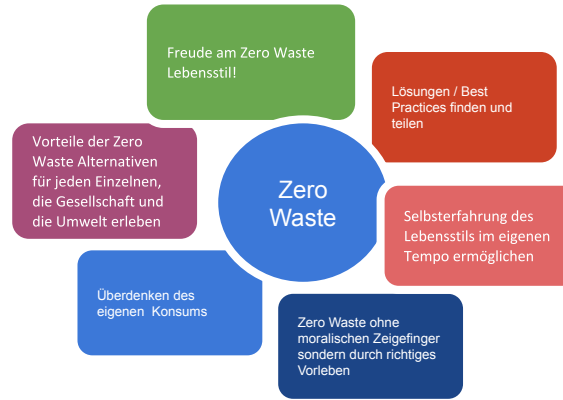 Freude am Zero Waste
Lebensstil!
Lösungen / Best
Practices finden und
teilen
Vorteile der Zero
Waste Alternativen
für jeden Einzelnen,
die Gesellschaft und
die Umwelt erleben
Zero
Waste
Selbsterfahrung des
Lebensstils im eigenen
Tempo ermöglichen
Überdenken des
eigenen Konsums
Zero Waste ohne
moralischen Zeigefinger
sondern durch richtiges
Vorleben